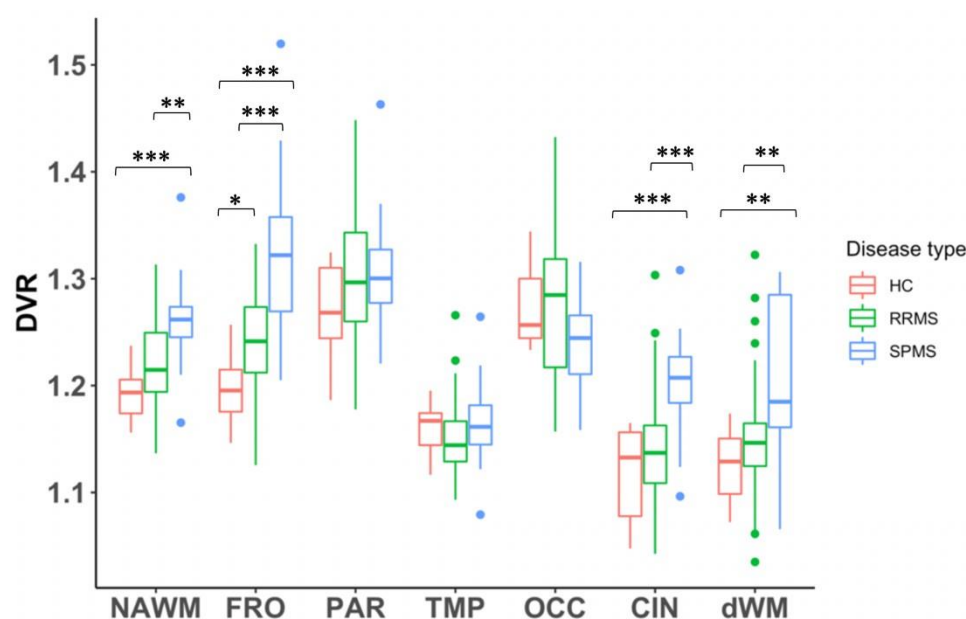 1.5
1.4
1.3
1.2
1.1
DVR
***
***
**
***
*
***
***
**
**
NAWM FRO PAR TMP OCC CIN dWM
Disease type
HC
RRMS
SPMS